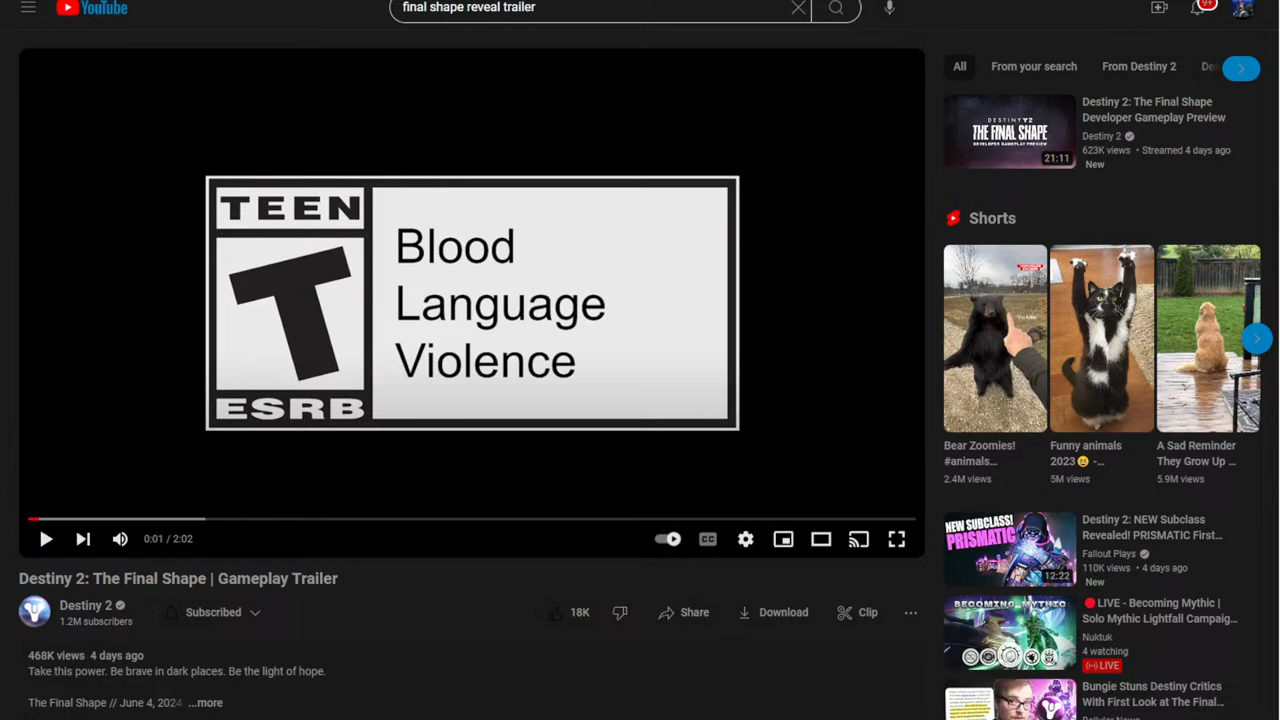 YouTube
final shape reveal trailer
9+
TEEN
T
ESRB
Blood
Language
Violence
0:01 / 2:02
CC
Destiny 2: The Final Shape | Gameplay Trailer
Destiny 2
1.2M subscribers
Subscribed
18K
Share
Download
Clip
468K views 4 days ago
Take this power. Be brave in dark places. Be the light of hope.
The Final Shape // June 4, 2024 ...more
All
From your search
From Destiny 2
De
DESTINY 2
THE FINAL SHAPE
DEVELOPER GAMEPLAY PREVIEW
21:11
Destiny 2: The Final Shape
Developer Gameplay Preview
Destiny 2
623K views • Streamed 4 days ago
New
Shorts
Bear Zoomies!
#animals...
2.4M views
Funny animals
2023 😆 -...
5M views
A Sad Reminder
They Grow Up ...
5.9M views
NEW SUBCLASS!
PRISMATIC
12:22
Destiny 2: NEW Subclass
Revealed! PRISMATIC First...
Fallout Plays
110K views • 4 days ago
New
BECOMING MYTHIC
🔴LIVE - Becoming Mythic |
Solo Mythic Lightfall Campaig...
Nuktuk
4 watching
LIVE
Bungie Stuns Destiny Critics
With First Look at The Final...